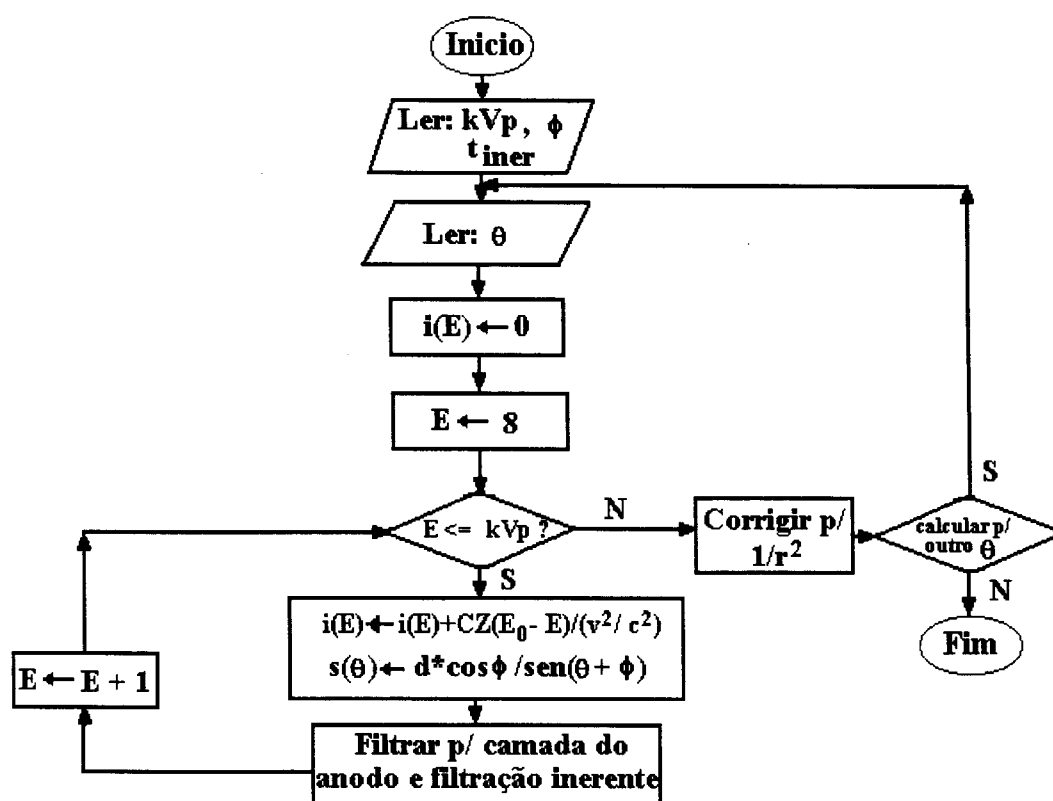 Inicio
Ler: kVp , ϕ
t iner
Ler: θ
i(E) ← 0
E ← 8
E <= kVp ?
N
S
Corrigir p/
1/r²
calcular p/
outro θ
S
N
Fim
i(E)←i(E)+CZ(E₀- E)/(v²/ c²)
s(θ)← d*cosϕ /sen(θ + ϕ)
E ← E + 1
Filtrar p/ camada do
anodo e filtração inerente